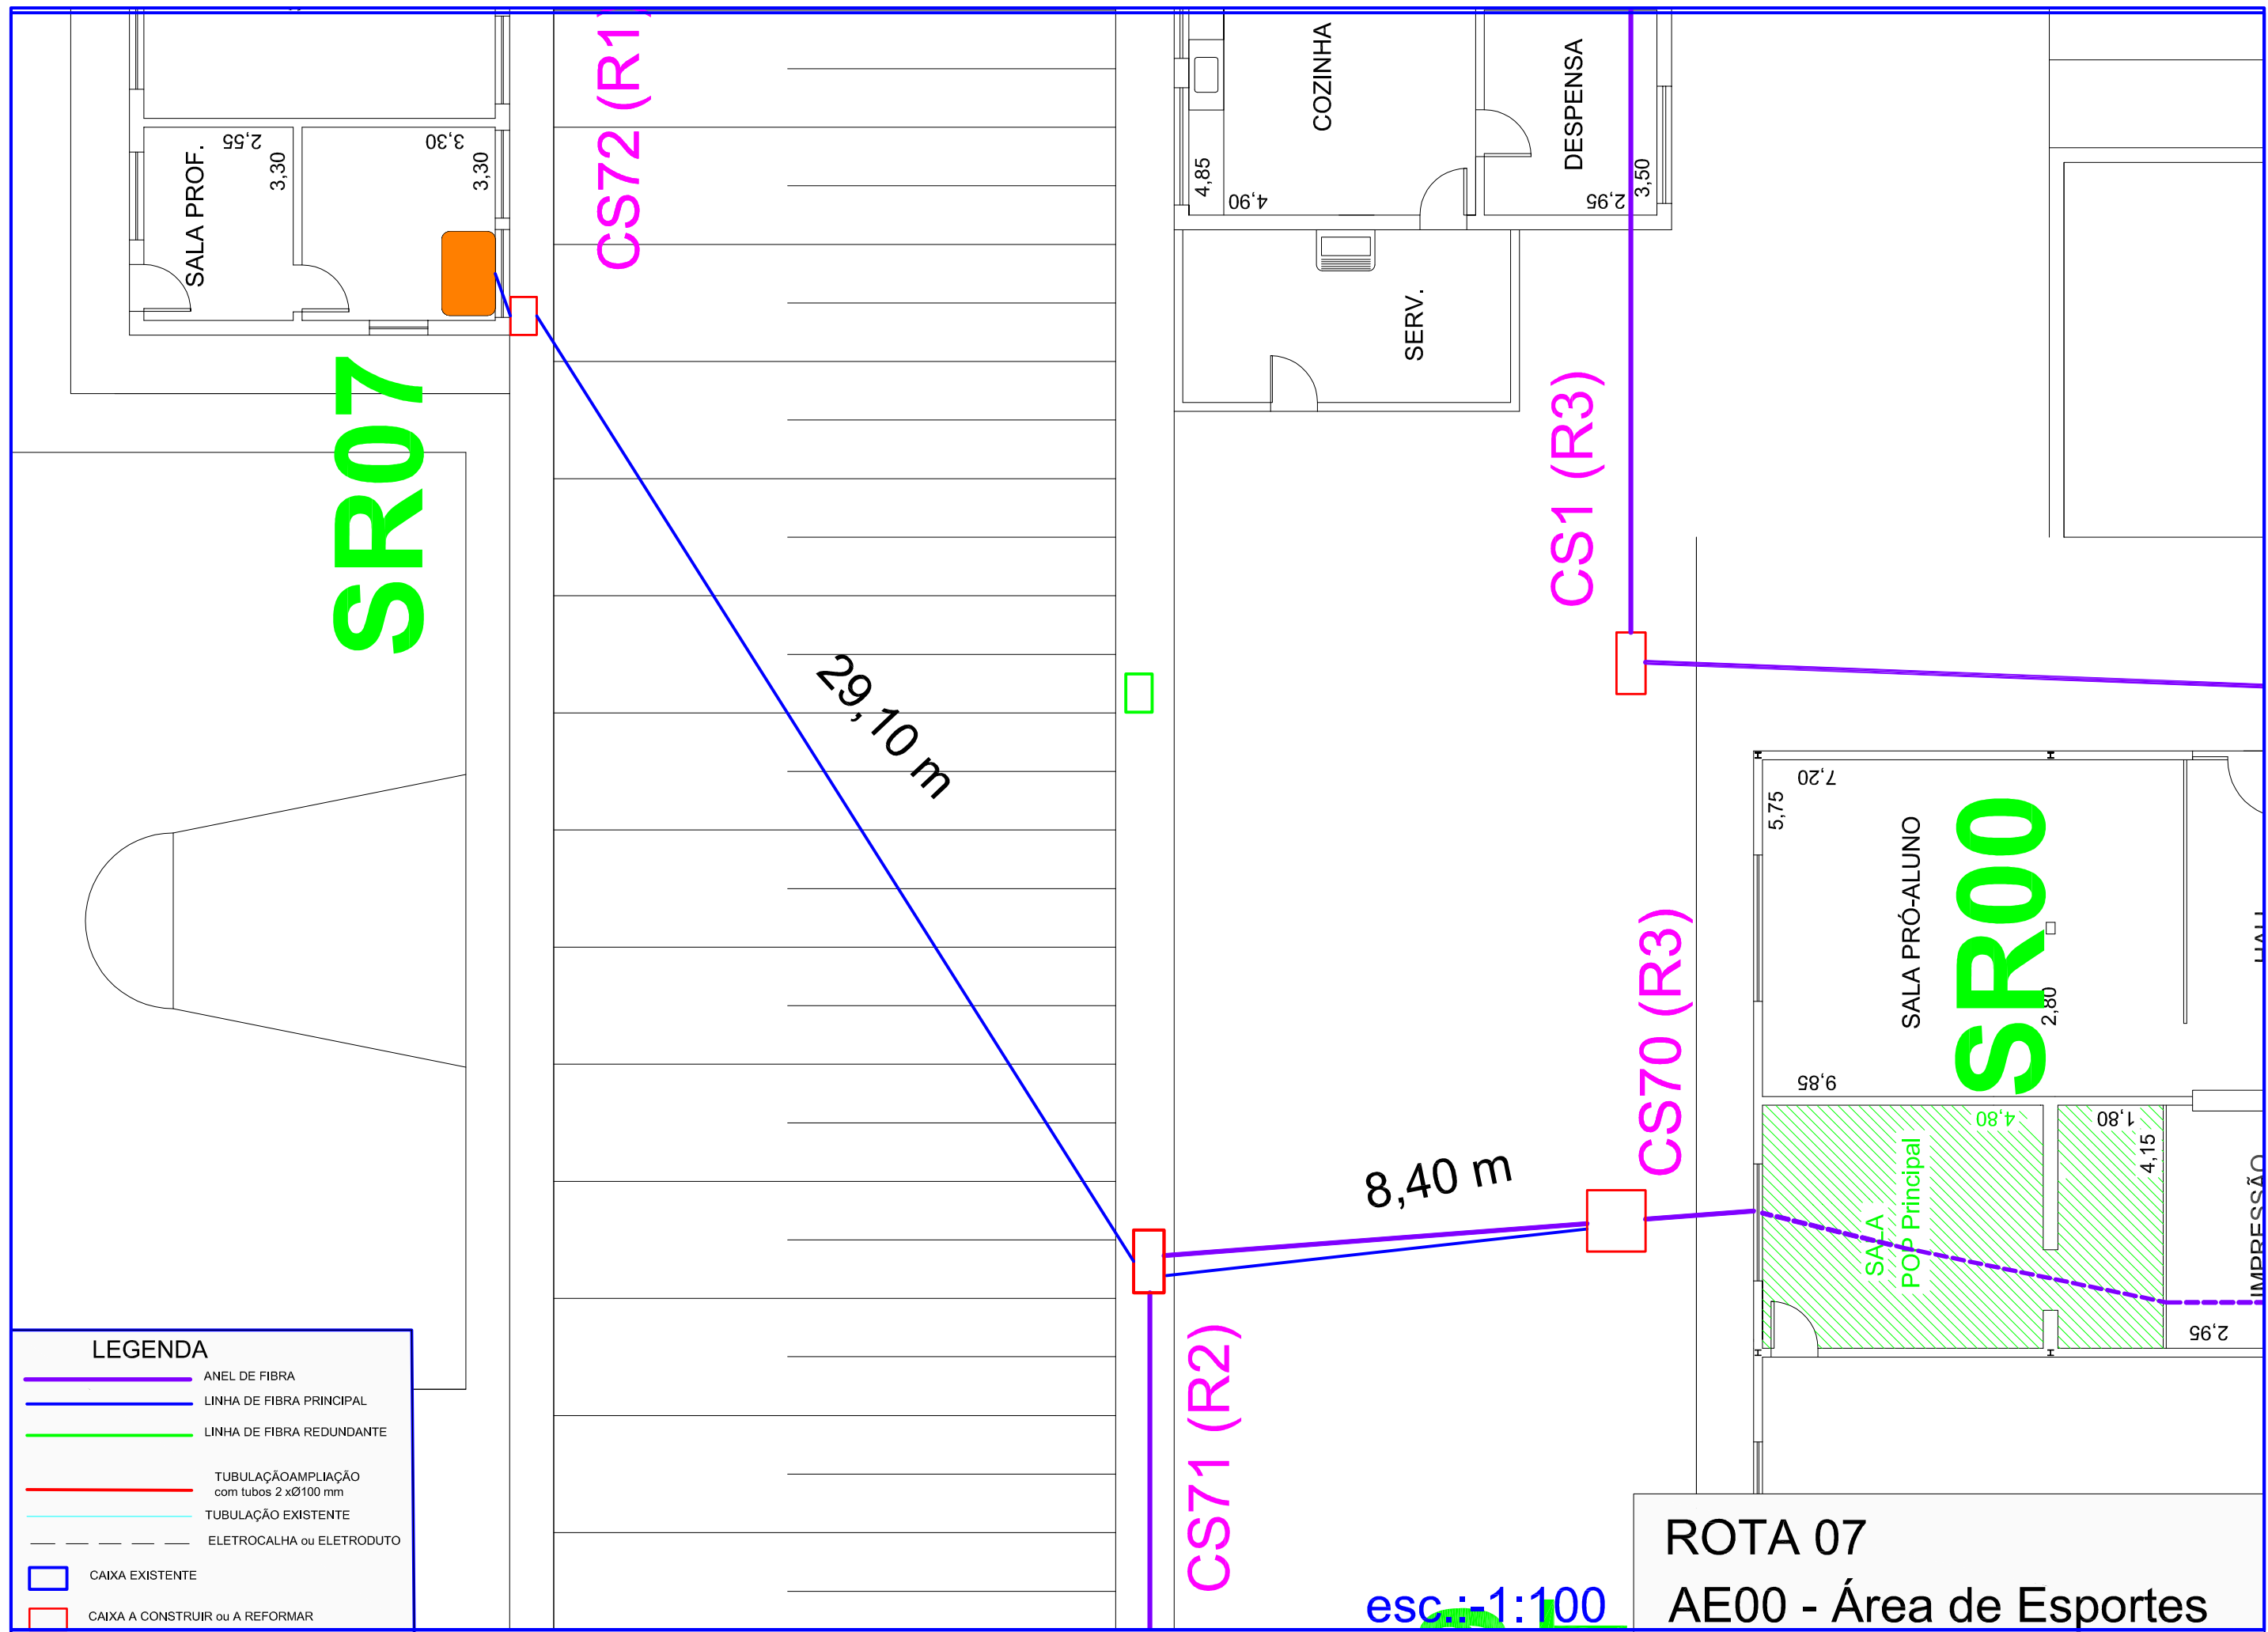 CS72 (R1)
COZINHA
DESPENSA
SALA PROF.
2,55
3,30
3,30
3,30
4,85
4,90
2,95
3,50
SERV.
SR07
CS1 (R3)
29,10 m
7,20
5,75
SALA PRÓ-ALUNO
SR00
2,80
9,85
CS70 (R3)
8,40 m
4,80
1,80
4,15
SALA
POP Principal
IMPRESSÃO
2,95
CS71 (R2)
LEGENDA
ANEL DE FIBRA
LINHA DE FIBRA PRINCIPAL
LINHA DE FIBRA REDUNDANTE
TUBULAÇÃOAMPLIAÇÃO
com tubos 2 xØ100 mm
TUBULAÇÃO EXISTENTE
ELETROCALHA ou ELETRODUTO
CAIXA EXISTENTE
CAIXA A CONSTRUIR ou A REFORMAR
esc.:-1:100
ROTA 07
AE00 - Área de Esportes